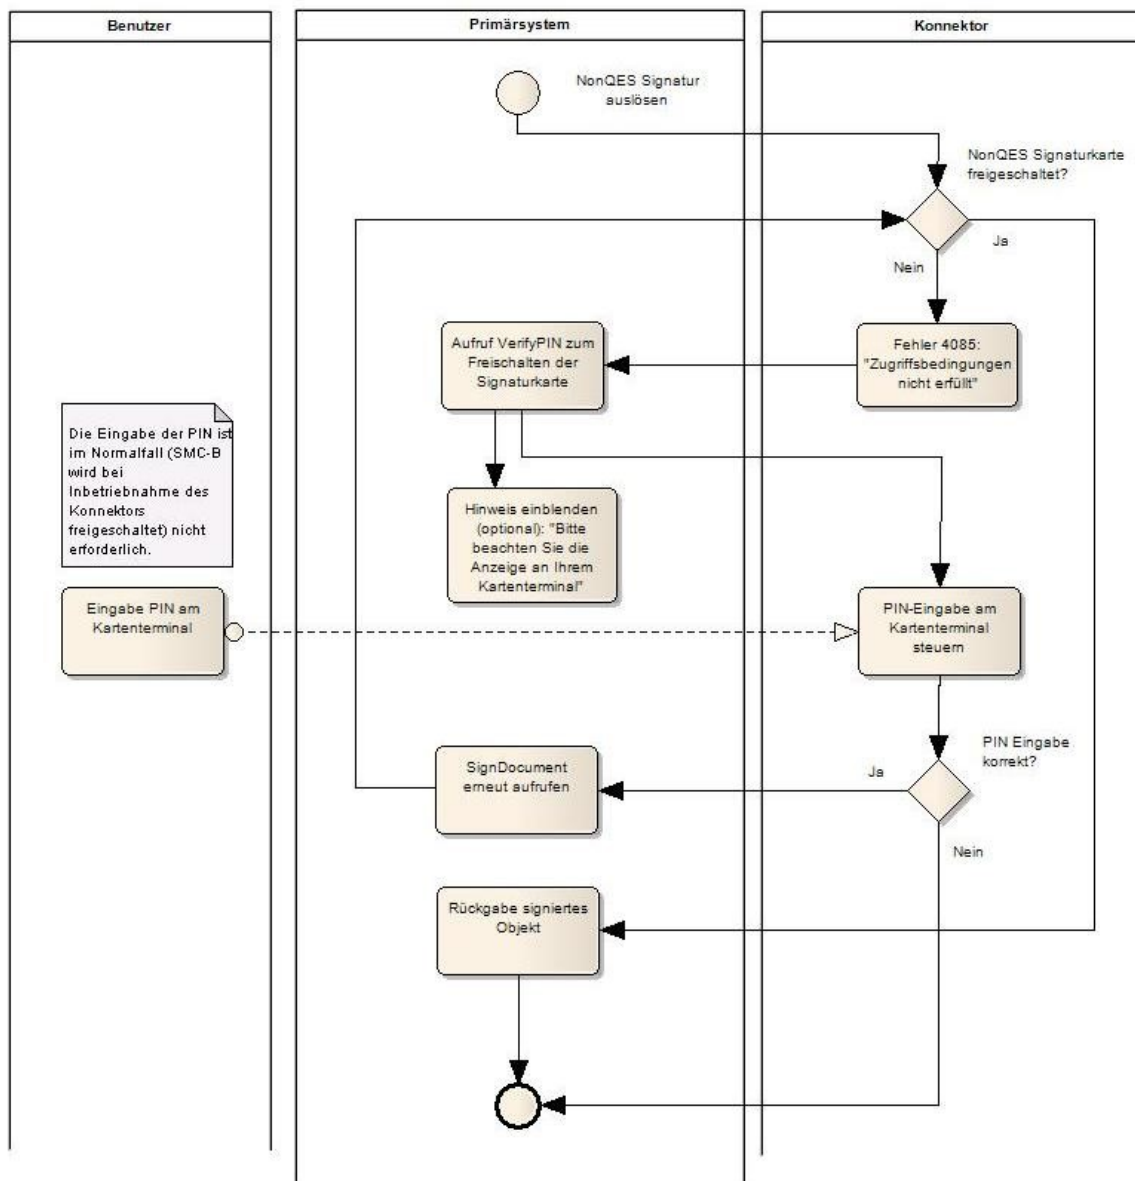 Benutzer
Primärsystem
Konnektor
NonQES Signatur
auslösen
NonQES Signaturkarte
freigeschaltet?
Ja
Nein
Aufruf VerifyPIN zum
Freischalten der
Signaturkarte
Fehler 4085:
"Zugriffsbedingungen
nicht erfüllt"
Die Eingabe der PIN ist
im Normalfall (SMC-B
wird bei
Inbetriebnahme des
Konnektors
freigeschaltet) nicht
erforderlich.
Hinweis einblenden
(optional): "Bitte
beachten Sie die
Anzeige an Ihrem
Kartenterminal"
Eingabe PIN am
Kartenterminal
PIN-Eingabe am
Kartenterminal
steuern
PIN Eingabe
korrekt?
Ja
SignDocument
erneut aufrufen
Nein
Rückgabe signiertes
Objekt